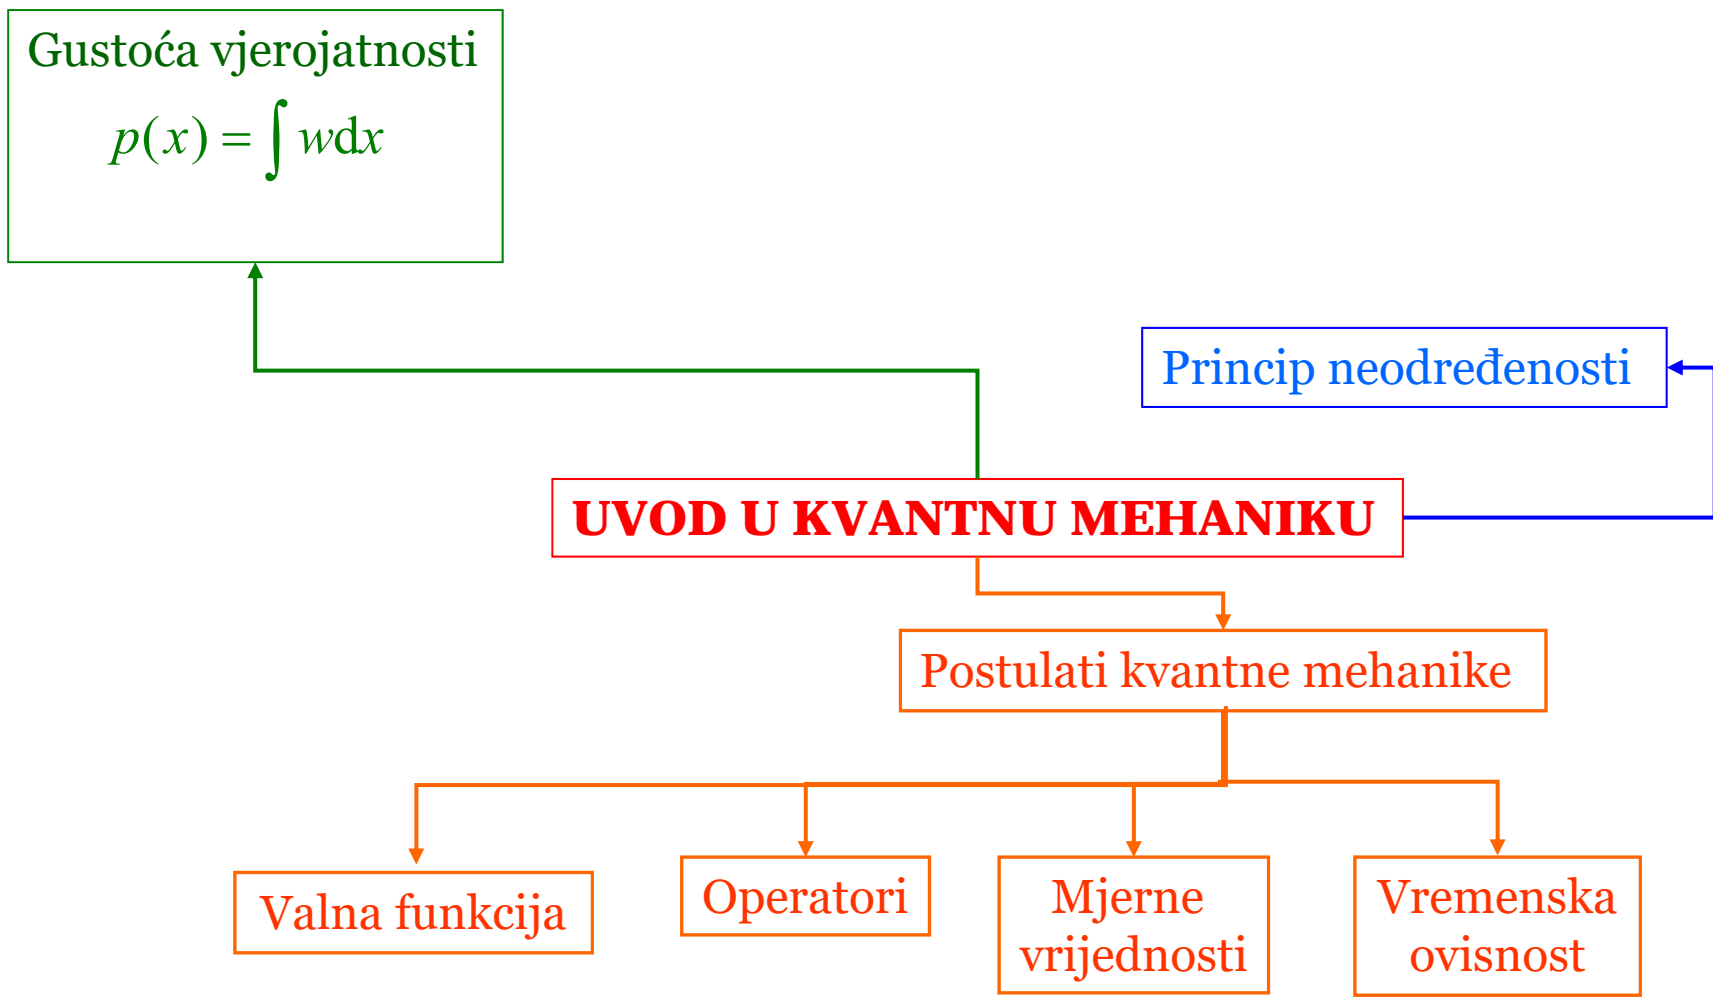 Gustoća vjerojatnosti
p(x) = ∫ wdx
Princip neodređenosti
UVOD U KVANTNU MEHANIKU
Postulati kvantne mehanike
Valna funkcija
Operatori
Mjerne
vrijednosti
Vremenska
ovisnost